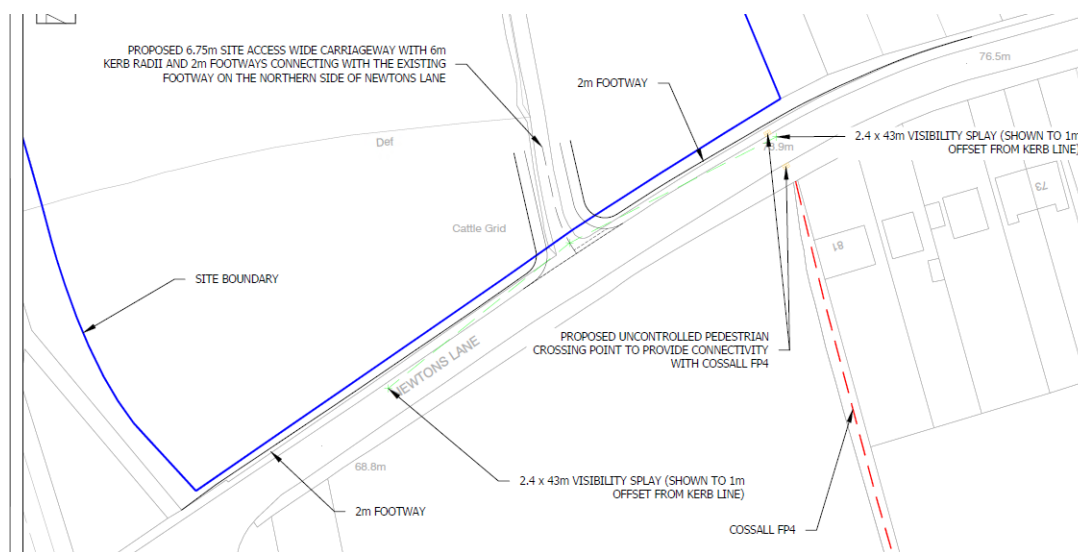 PROPOSED 6.75m SITE ACCESS WIDE CARRIAGEWAY WITH 6m
KERB RADII AND 2m FOOTWAYS CONNECTING WITH THE EXISTING
FOOTWAY ON THE NORTHERN SIDE OF NEWTONS LANE
76.5m
2m FOOTWAY
2.4 x 43m VISIBILITY SPLAY (SHOWN TO 1m
OFFSET FROM KERB LINE)
Def
73
Cattle Grid
81
SITE BOUNDARY
PROPOSED UNCONTROLLED PEDESTRIAN
CROSSING POINT TO PROVIDE CONNECTIVITY
WITH COSSALL FP4
NEWTONS LANE
68.8m
2.4 x 43m VISIBILITY SPLAY (SHOWN TO 1m
OFFSET FROM KERB LINE)
2m FOOTWAY
COSSALL FP4